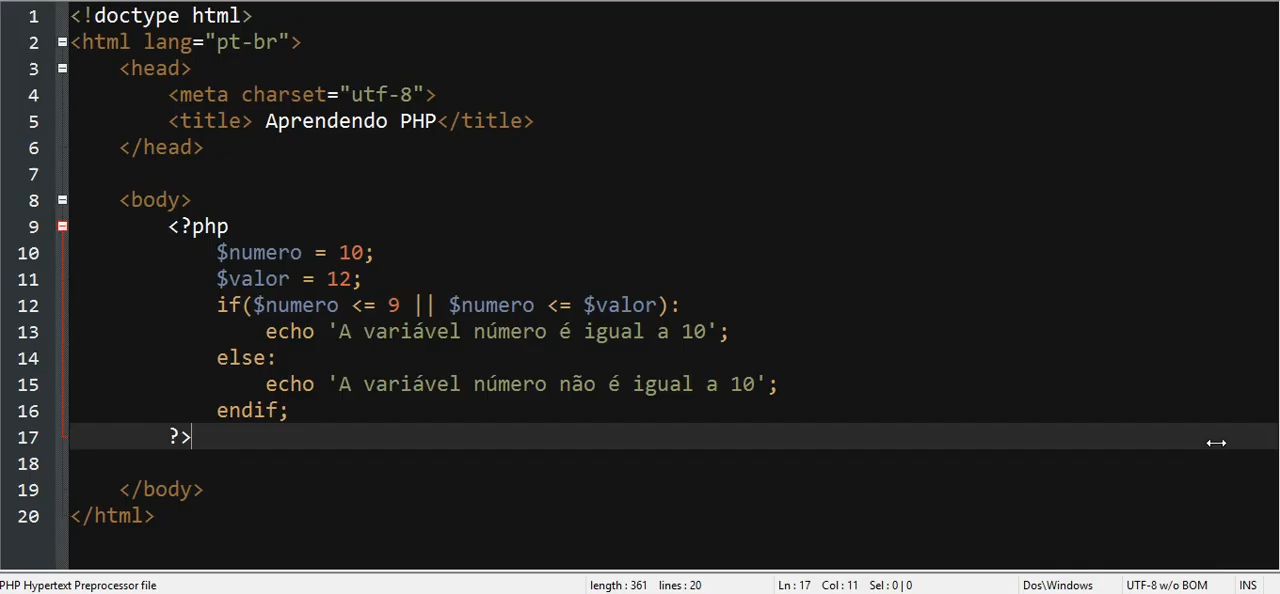 1 <!doctype html>
2 <html lang="pt-br">
3 <head>
4 <meta charset="utf-8">
5 <title> Aprendendo PHP</title>
6 </head>
7
8 <body>
9 <?php
10 $numero = 10;
11 $valor = 12;
12 if($numero <= 9 || $numero <= $valor):
13 echo 'A variável número é igual a 10';
14 else:
15 echo 'A variável número não é igual a 10';
16 endif;
17 ?>
18
19 </body>
20 </html>
PHP Hypertext Preprocessor file length : 361 lines : 20 Ln : 17 Col : 11 Sel : 0 | 0 Dos\Windows UTF-8 w/o BOM INS